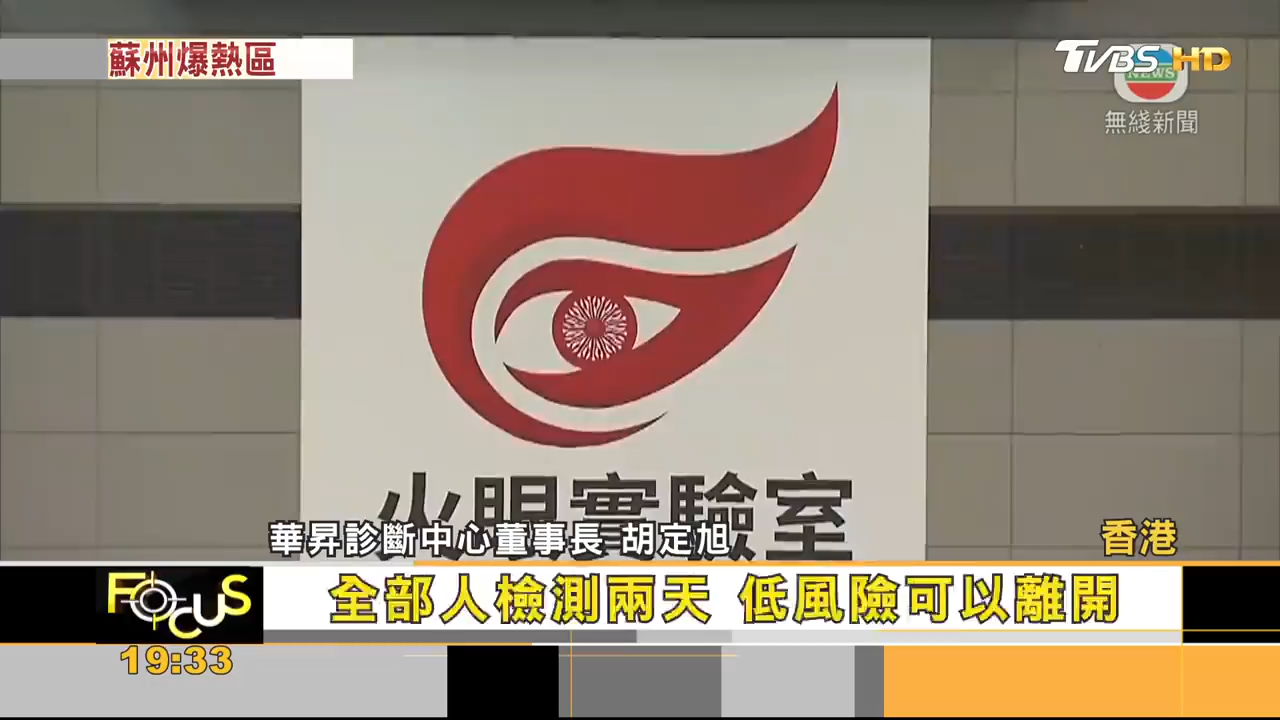 蘇州爆熱區
TVBS HD
NEWS
無綫新聞
火眼實驗室
華昇診斷中心董事長 胡定旭
香港
FOCUS
全部人檢測兩天 低風險可以離開
19:33